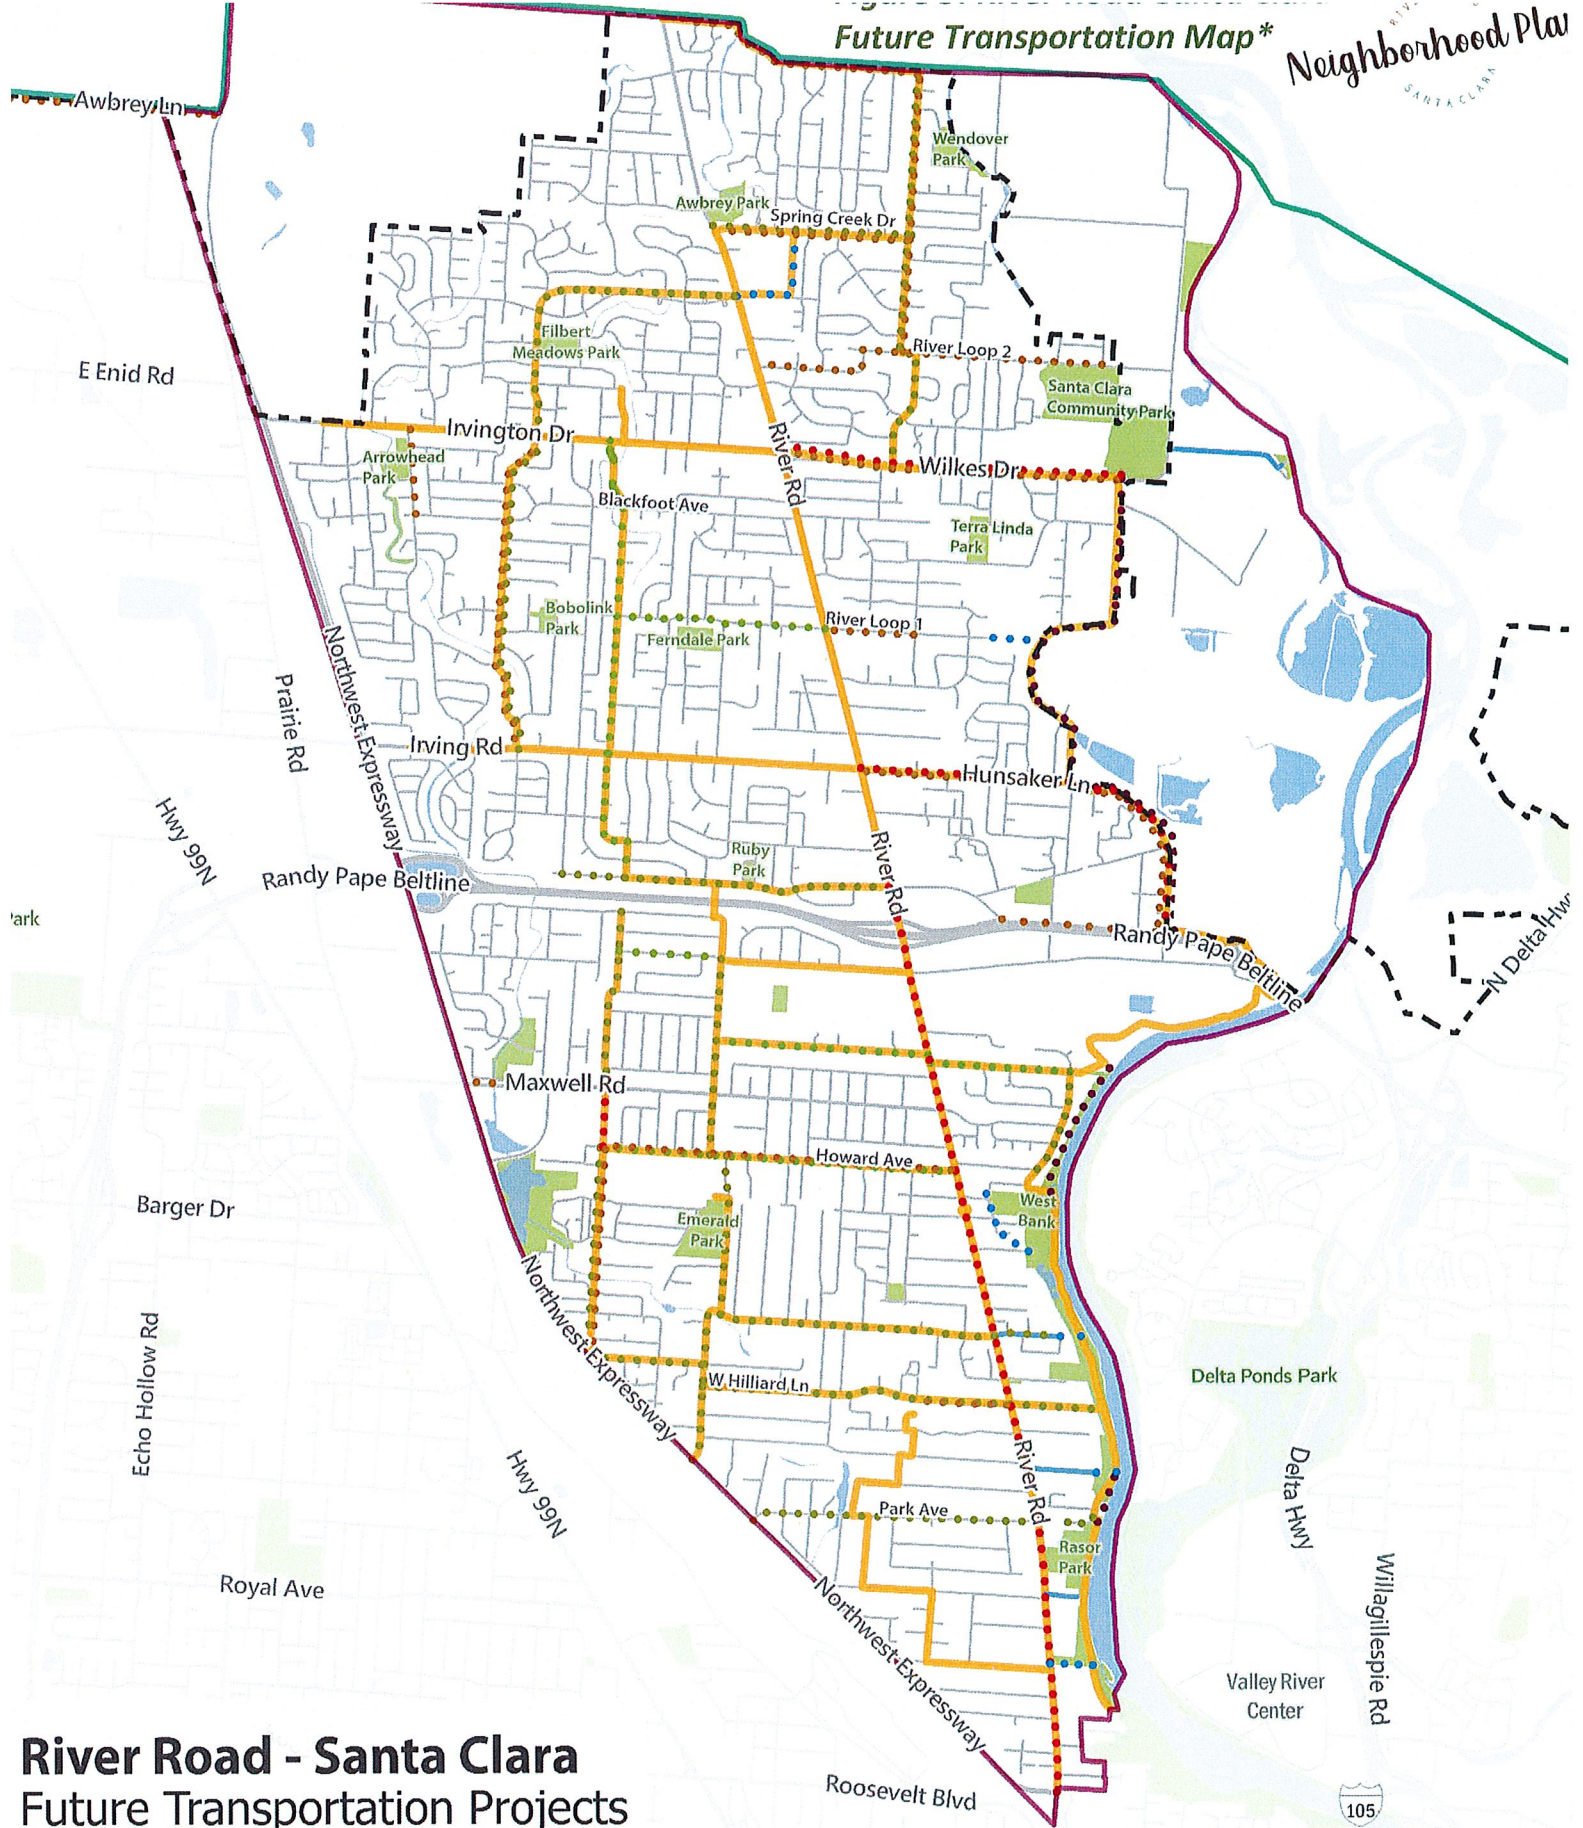 Future Transportation Map*
Neighborhood
SANTA CLARA
Awbrey Ln
Wendover
Park
Awbrey Park
Spring Creek Dr
Filbert
Meadows Park
River Loop 2
E Enid Rd
Santa Clara
Community Park
Irvington Dr
River Rd
Wilkes Dr
Arrowhead
Park
Blackfoot Ave
Terra Linda
Park
Bobolink
Park
Ferndale Park
River Loop 1
Northwest Expressway
Prairie Rd
Irving Rd
Hunsaker Ln
Hwy 99N
River Rd
Ruby
Park
Randy Pape Beltline
Park
Randy Pape Beltline
N Delta Hwy
Maxwell Rd
Howard Ave
Barger Dr
West
Bank
Emerald
Park
Northwest Expressway
Echo Hollow Rd
W Hilliard Ln
Delta Ponds Park
River Rd
Delta Hwy
Hwy 99N
Park Ave
Rasor
Park
Royal Ave
Northwest Expressway
Willagillespie Rd
Valley River
Center
River Road - Santa Clara
Future Transportation Projects
Roosevelt Blvd
105